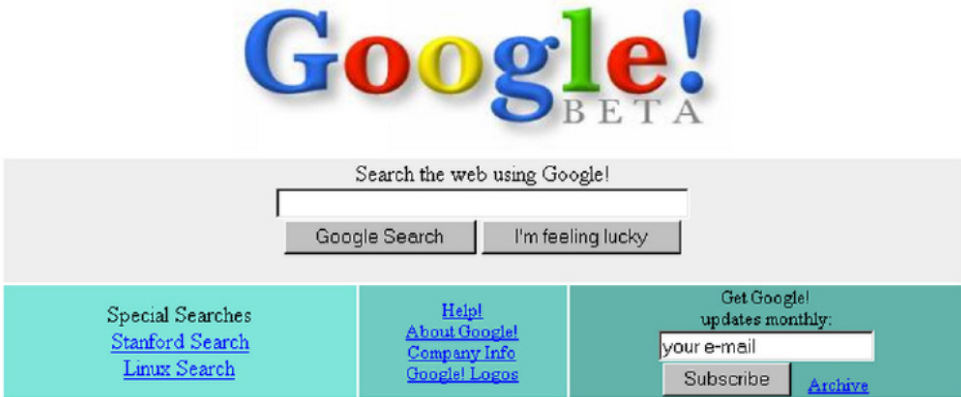 Google!
BETA
Search the web using Google!
Google Search
I'm feeling lucky
Special Searches
Stanford Search
Linux Search
Help!
About Google!
Company Info
Google! Logos
Get Google!
updates monthly:
your e-mail
Subscribe
Archive